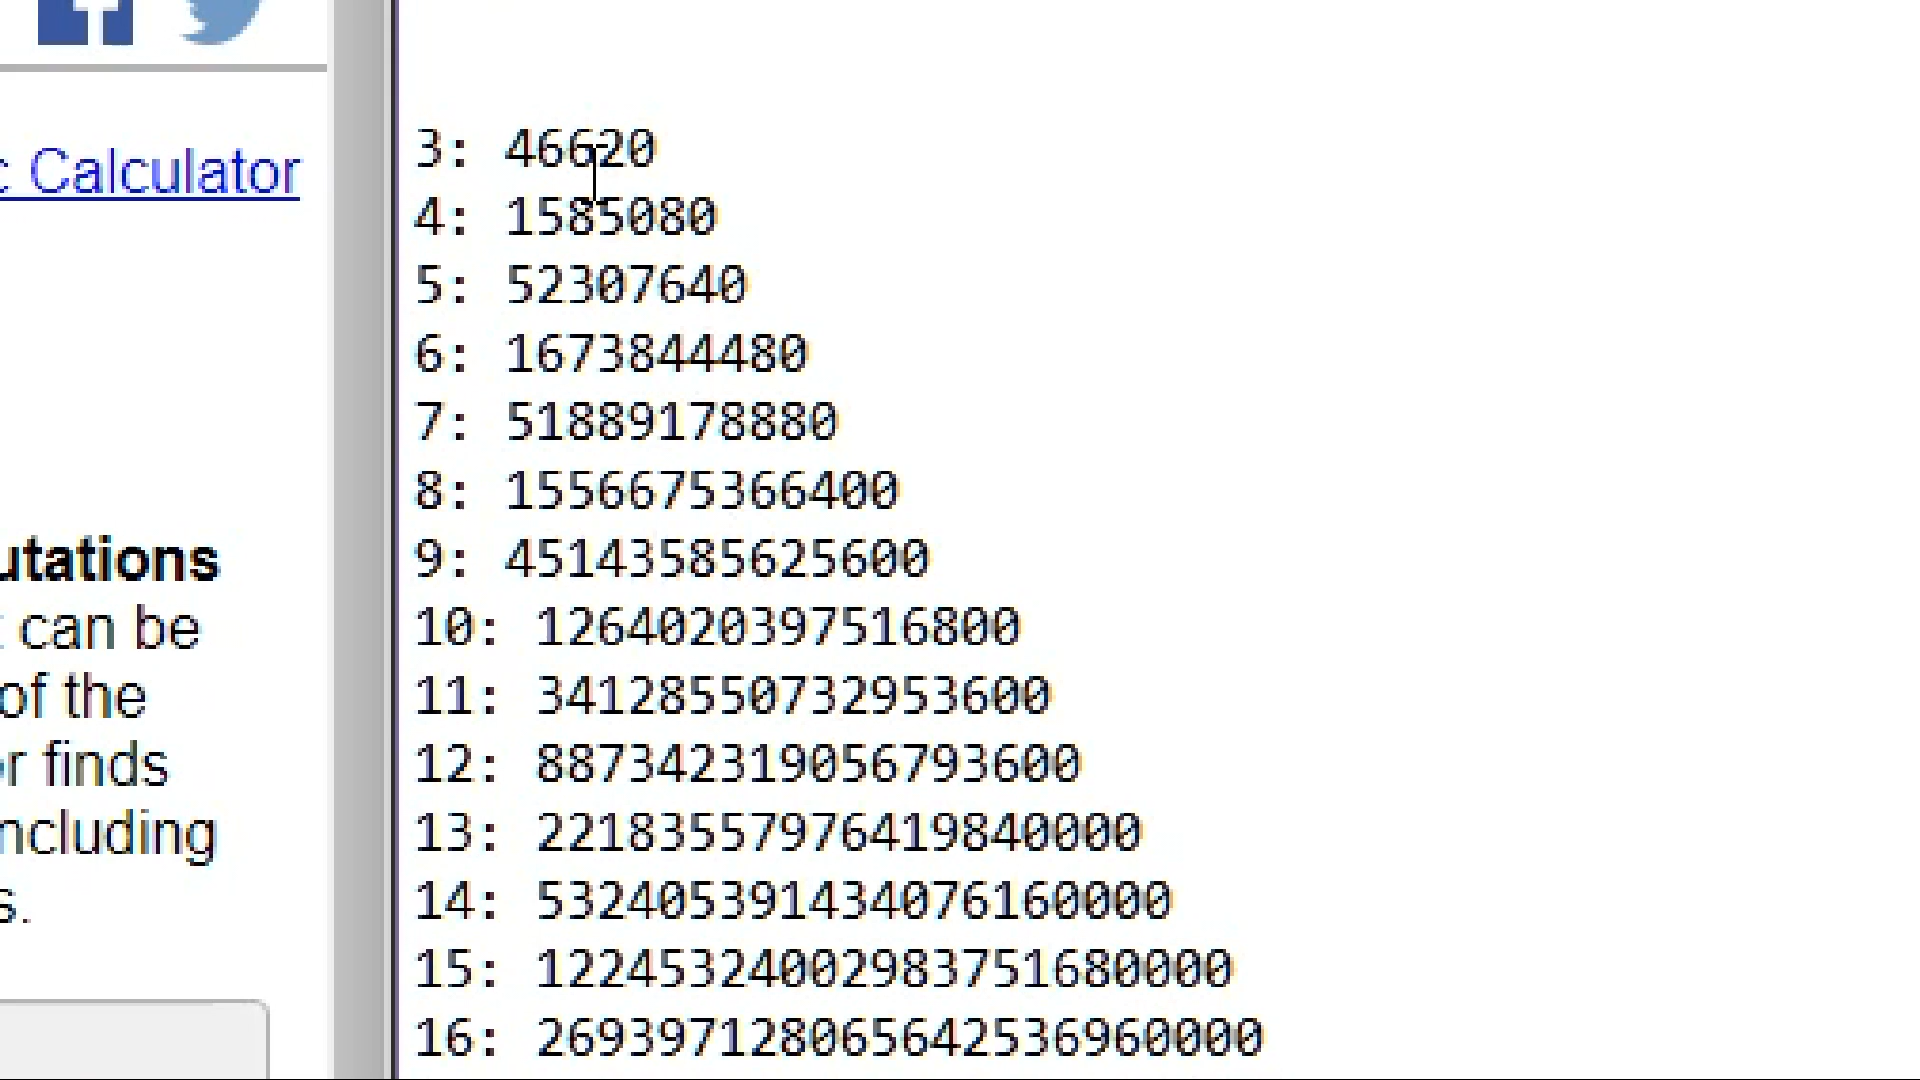 c Calculator
utations
can be
of the
r finds
ncluding
s.
3: 46620
4: 1585080
5: 52307640
6: 1673844480
7: 51889178880
8: 1556675366400
9: 45143585625600
10: 1264020397516800
11: 34128550732953600
12: 887342319056793600
13: 22183557976419840000
14: 532405391434076160000
15: 12245324002983751680000
16: 269397128065642536960000